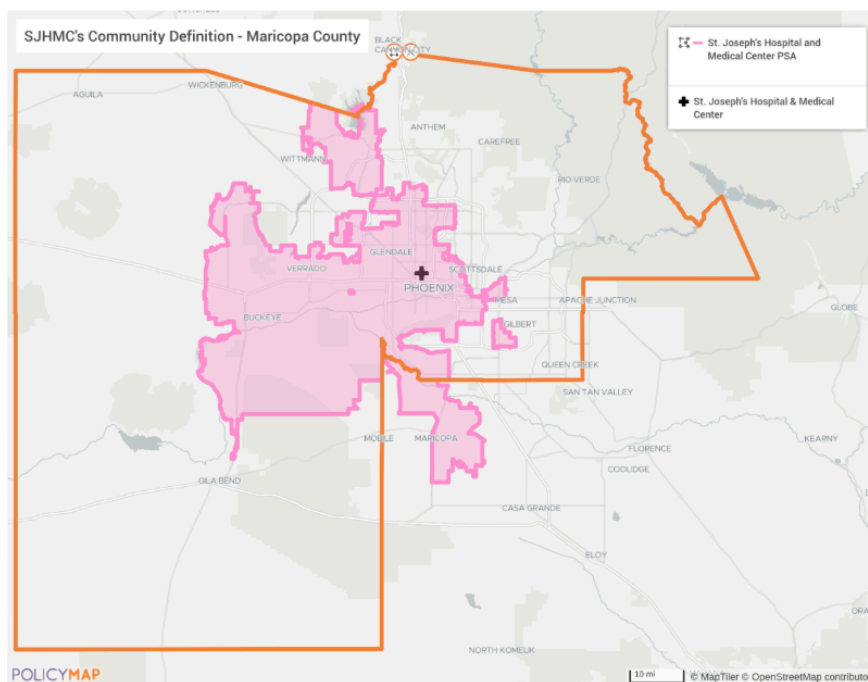 SJHMC's Community Definition - Maricopa County
BLACK
CANYON CITY
St. Joseph's Hospital and
Medical Center PSA
St. Joseph's Hospital & Medical
Center
WICKENBURG
AGUILA
ANTHEM
CAREFREE
WITTMANN
RIO VERDE
GLENDALE
VERRADO
SCOTTSDALE
PHOENIX
MESA
APACHE JUNCTION
BUCKEYE
GILBERT
GLOBE
QUEEN CREEK
SAN TAN VALLEY
MOBILE
MARICOPA
FLORENCE
KEARNY
COOLIDGE
GILA BEND
CASA GRANDE
ELOY
ORA
NORTH KOMELIK
POLICYMAP
10 mi
© MapTiler © OpenStreetMap contributo